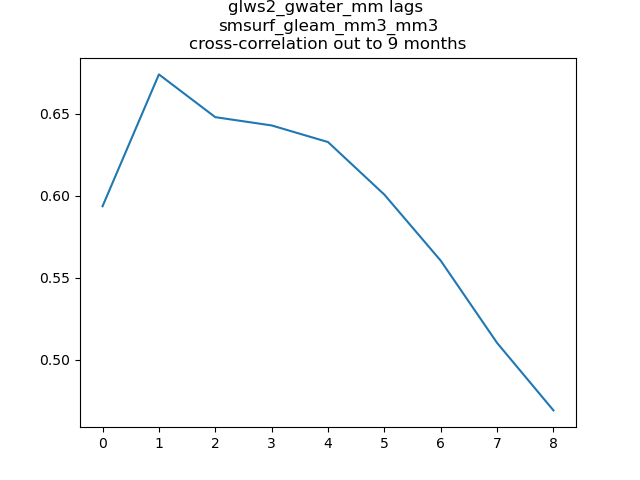 glws2_gwater_mm lags
smsurf_gleam_mm3_mm3
cross-correlation out to 9 months
0.65
0.60
0.55
0.50
0 1 2 3 4 5 6 7 8